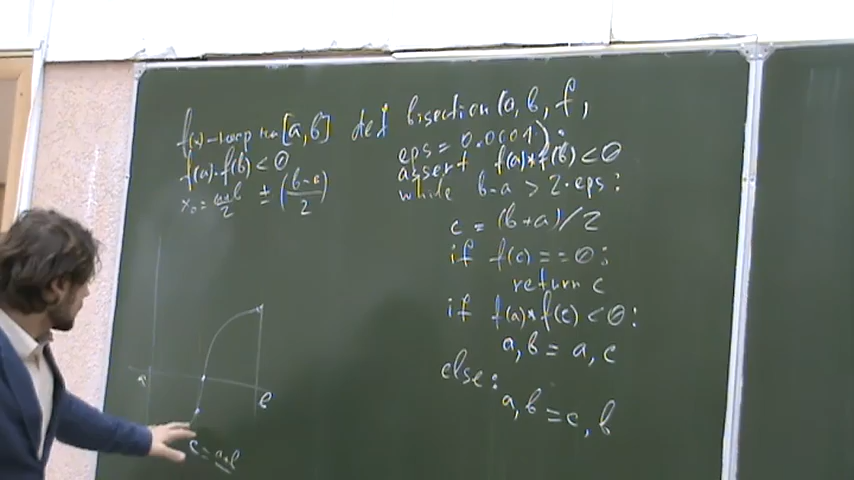 f(x) – непр на [a,b]
f(a)·f(b) < 0
x₀ = (a+b)/2 ± ((b-a)/2)
def bisection(a, b, f,
eps = 0.0001):
assert f(a)*f(b) < 0
while b-a > 2·eps:
c = (b+a)/2
if f(c) == 0:
return c
if f(a)*f(c) < 0:
a, b = a, c
else:
a, b = c, b
a
b
c = (a+b)/2